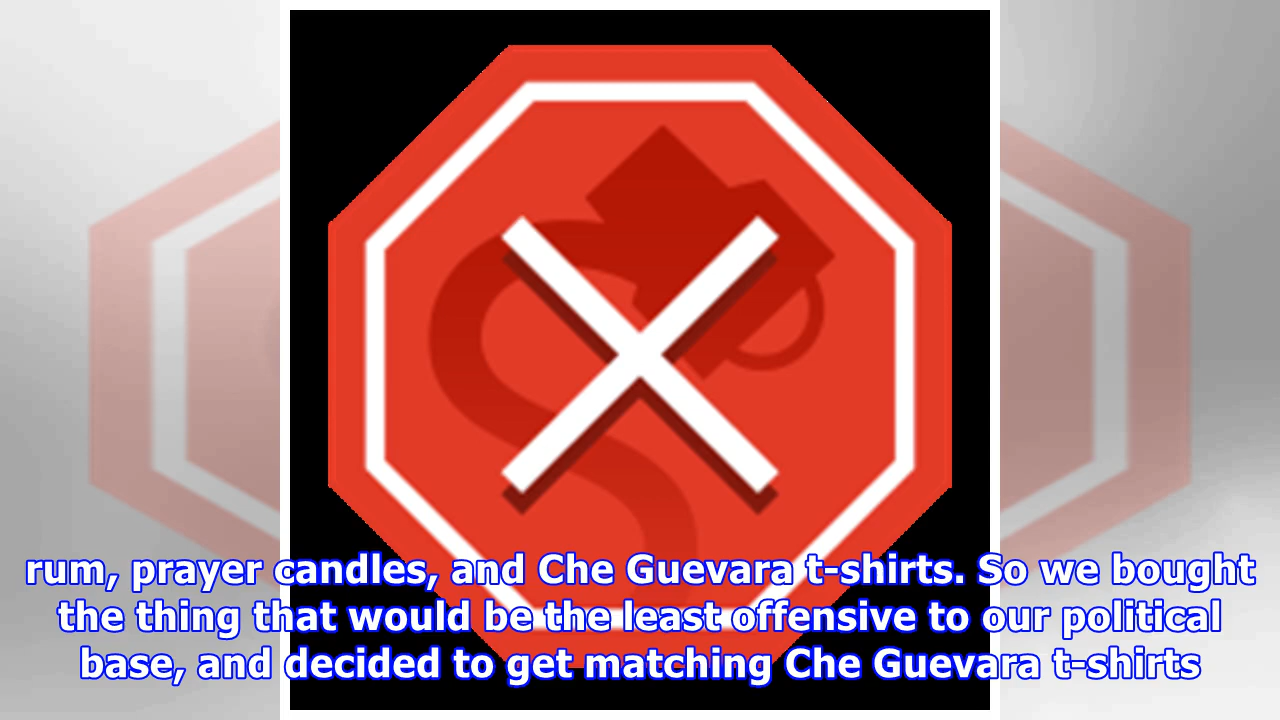 rum, prayer candles, and Che Guevara t-shirts. So we bought
the thing that would be the least offensive to our political
base, and decided to get matching Che Guevara t-shirts